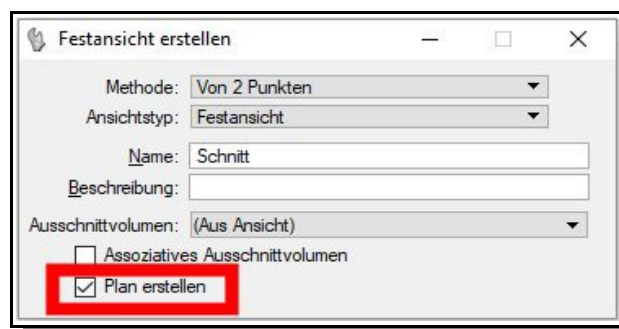 Festansicht erstellen
Methode: Von 2 Punkten
Ansichtstyp: Festansicht
Name: Schnitt
Beschreibung:
Ausschnittvolumen: (Aus Ansicht)
Assoziatives Ausschnittvolumen
Plan erstellen